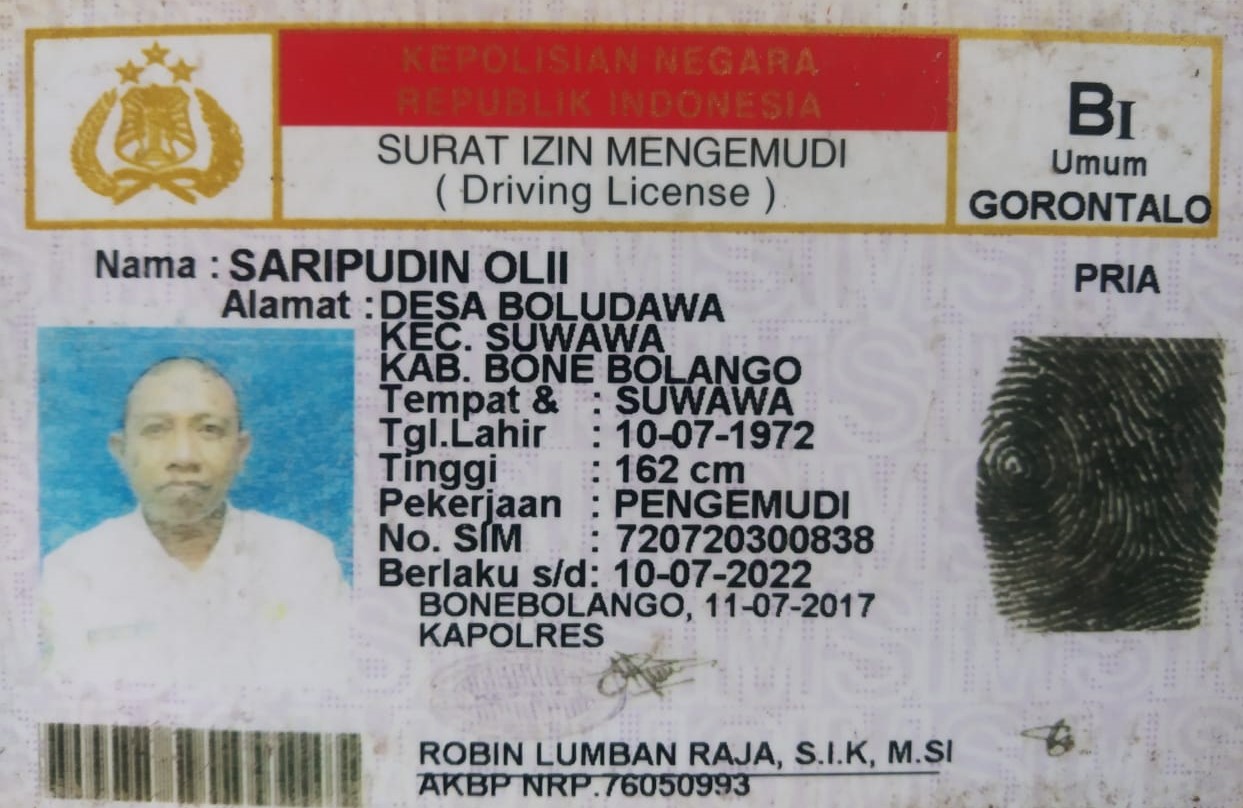 KEPOLISIAN NEGARA
REPUBLIK INDONESIA
SURAT IZIN MENGEMUDI
( Driving License )
BI
Umum
GORONTALO
Nama : SARIPUDIN OLII
PRIA
Alamat : DESA BOLUDAWA
KEC. SUWAWA
KAB. BONE BOLANGO
Tempat & : SUWAWA
Tgl.Lahir : 10-07-1972
Tinggi : 162 cm
Pekerjaan : PENGEMUDI
No. SIM : 720720300838
Berlaku s/d: 10-07-2022
BONEBOLANGO, 11-07-2017
KAPOLRES
ROBIN LUMBAN RAJA, S.I.K, M.SI
AKBP NRP.76050993